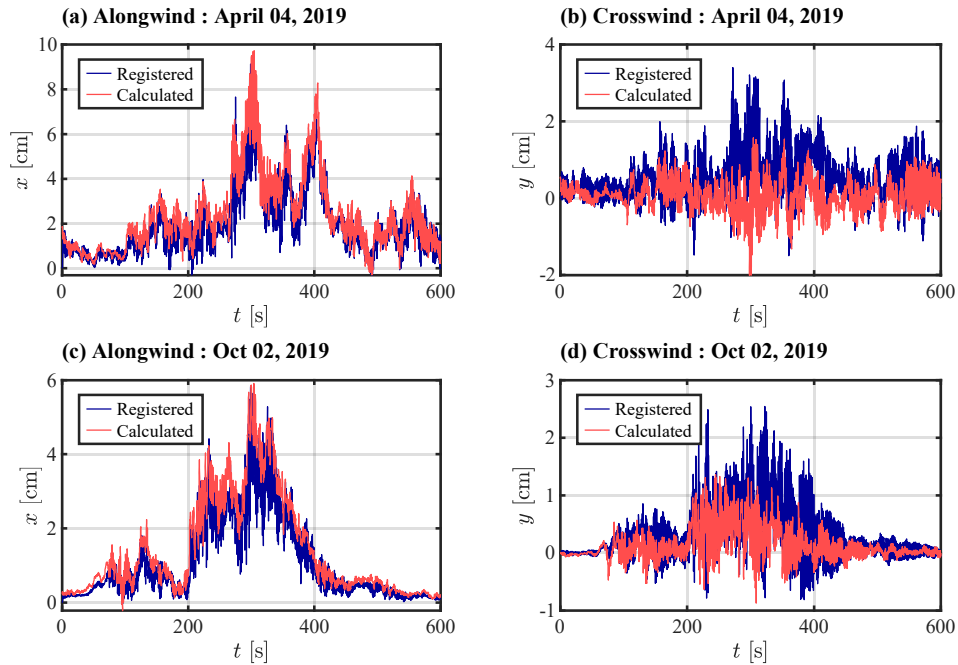 (a) Alongwind : April 04, 2019
10
8
6
4
2
0
x [cm]
Registered
Calculated
0 200 400 600
t [s]
(b) Crosswind : April 04, 2019
4
2
0
-2
y [cm]
Registered
Calculated
0 200 400 600
t [s]
(c) Alongwind : Oct 02, 2019
6
4
2
0
x [cm]
Registered
Calculated
0 200 400 600
t [s]
(d) Crosswind : Oct 02, 2019
3
2
1
0
-1
y [cm]
Registered
Calculated
0 200 400 600
t [s]